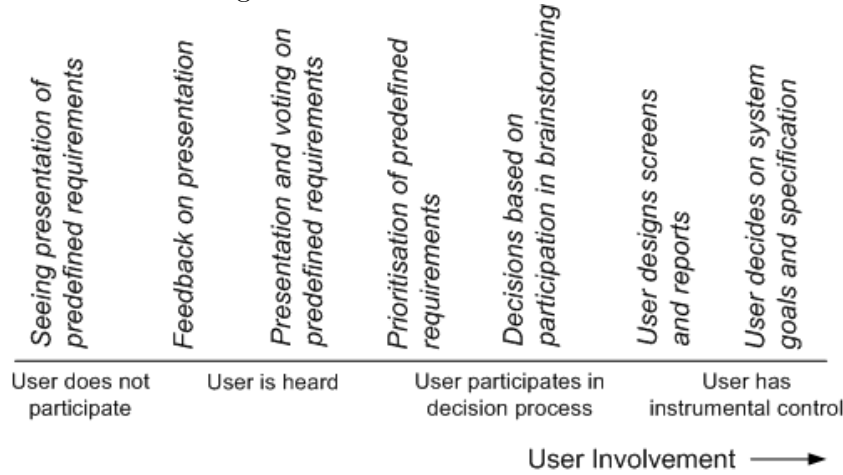 Seeing presentation of
predefined requirements
Feedback on presentation
Presentation and voting on
predefined requirements
Prioritisation of predefined
requirements
Decisions based on
participation in brainstorming
User designs screens
and reports
User decides on system
goals and specification
User does not
participate
User is heard
User participates in
decision process
User has
instrumental control
User Involvement